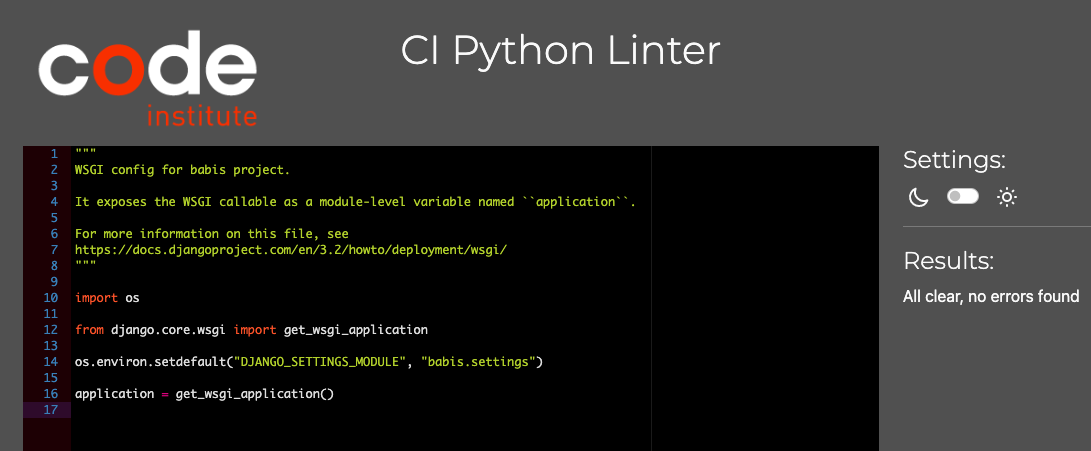 code
institute
CI Python Linter
1 """
2 WSGI config for babis project.
3
4 It exposes the WSGI callable as a module-level variable named ``application``.
5
6 For more information on this file, see
7 https://docs.djangoproject.com/en/3.2/howto/deployment/wsgi/
8 """
9
10 import os
11
12 from django.core.wsgi import get_wsgi_application
13
14 os.environ.setdefault("DJANGO_SETTINGS_MODULE", "babis.settings")
15
16 application = get_wsgi_application()
17
Settings:
Results:
All clear, no errors found